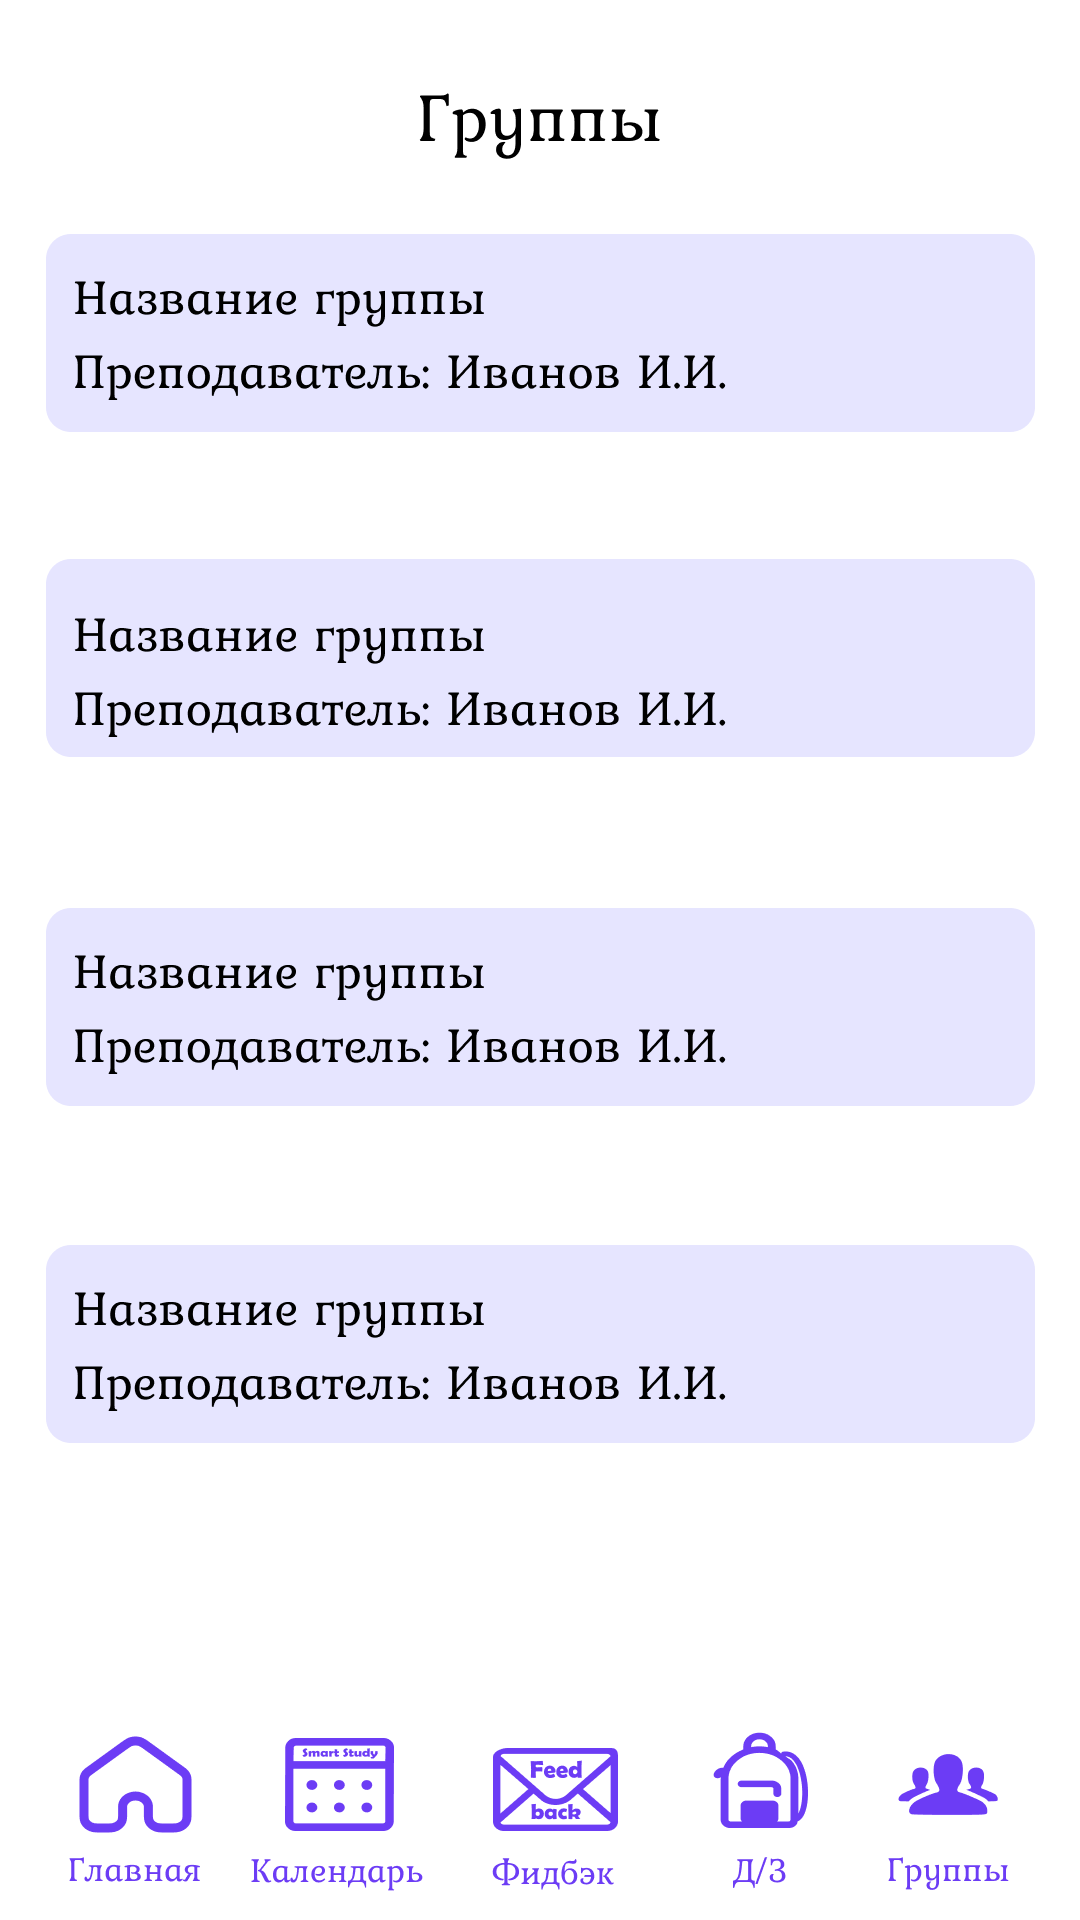 Группы
Название группы
Преподаватель: Иванов И.И.
Название группы
Преподаватель: Иванов И.И.
Название группы
Преподаватель: Иванов И.И.
Название группы
Преподаватель: Иванов И.И.
Smart Study
Feed
back
Главная
Календарь
Фидбэк
Д/З
Группы